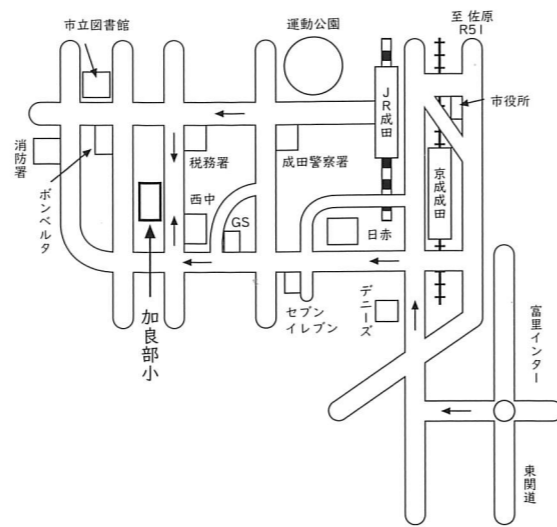 市立図書館
運動公園
至 佐原
R51
JR成田
市役所
消防署
ボンベルタ
税務署
成田警察署
西中
GS
日赤
京成成田
加良部小
セブン
イレブン
デニーズ
富里インター
東関道